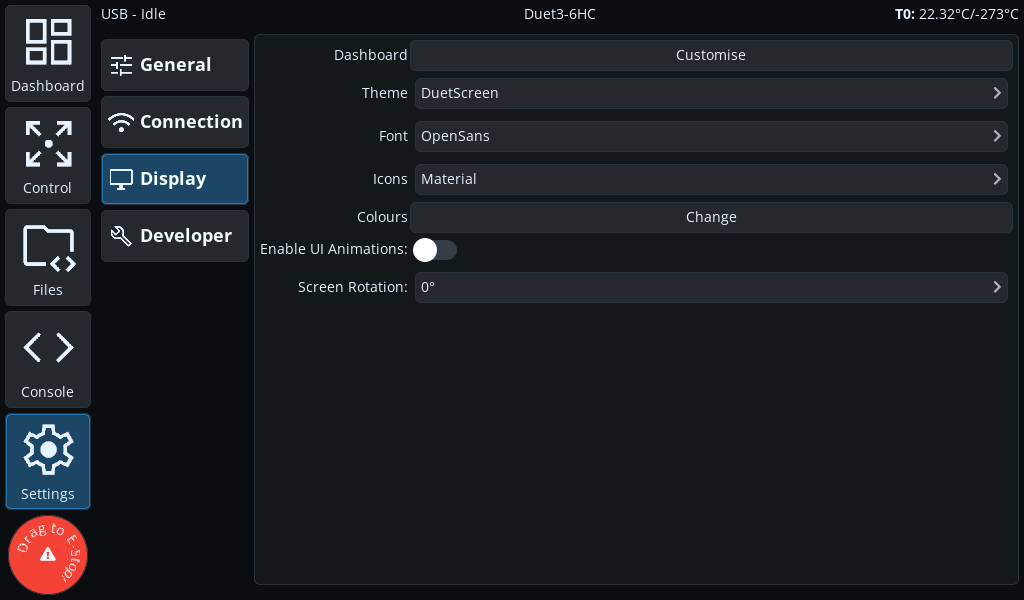 USB - Idle
Duet3-6HC
T0: 22.32°C/-273°C
Dashboard
Control
Files
Console
Settings
Drag to E-Stop!
General
Connection
Display
Developer
Dashboard Customise
Theme DuetScreen
Font OpenSans
Icons Material
Colours Change
Enable UI Animations:
Screen Rotation: 0°